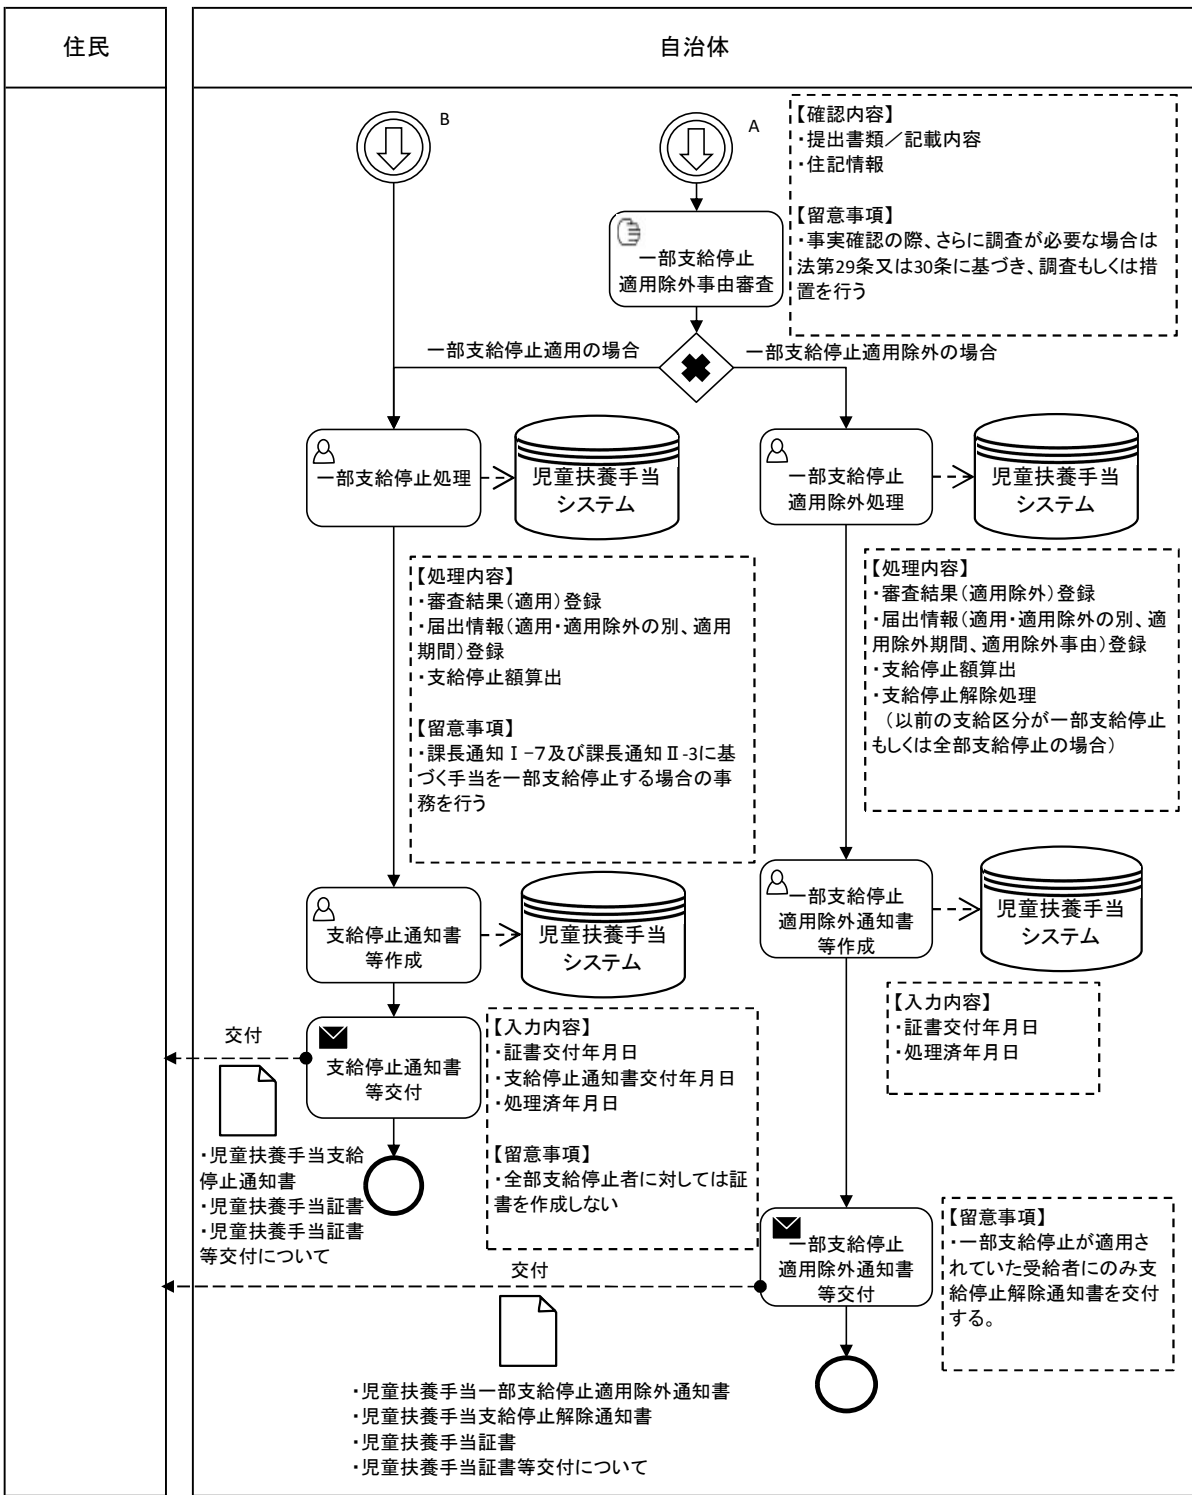 住民
自治体
B
A
【確認内容】
・提出書類／記載内容
・住記情報
【留意事項】
・事実確認の際、さらに調査が必要な場合は
法第29条又は30条に基づき、調査もしくは措
置を行う
一部支給停止
適用除外事由審査
一部支給停止適用の場合
一部支給停止適用除外の場合
一部支給停止処理
児童扶養手当
システム
一部支給停止
適用除外処理
児童扶養手当
システム
【処理内容】
・審査結果（適用）登録
・届出情報（適用・適用除外の別、適用
期間）登録
・支給停止額算出
【留意事項】
・課長通知Ⅰ-7及び課長通知Ⅱ-3に基
づく手当を一部支給停止する場合の事
務を行う
【処理内容】
・審査結果（適用除外）登録
・届出情報（適用・適用除外の別、適
用除外期間、適用除外事由）登録
・支給停止額算出
・支給停止解除処理
（以前の支給区分が一部支給停止
もしくは全部支給停止の場合）
支給停止通知書
等作成
児童扶養手当
システム
一部支給停止
適用除外通知書
等作成
児童扶養手当
システム
交付
支給停止通知書
等交付
【入力内容】
・証書交付年月日
・支給停止通知書交付年月日
・処理済年月日
【留意事項】
・全部支給停止者に対しては証
書を作成しない
【入力内容】
・証書交付年月日
・処理済年月日
・児童扶養手当支給
停止通知書
・児童扶養手当証書
・児童扶養手当証書
等交付について
交付
一部支給停止
適用除外通知書
等交付
【留意事項】
・一部支給停止が適用さ
れていた受給者にのみ支
給停止解除通知書を交付
する。
・児童扶養手当一部支給停止適用除外通知書
・児童扶養手当支給停止解除通知書
・児童扶養手当証書
・児童扶養手当証書等交付について